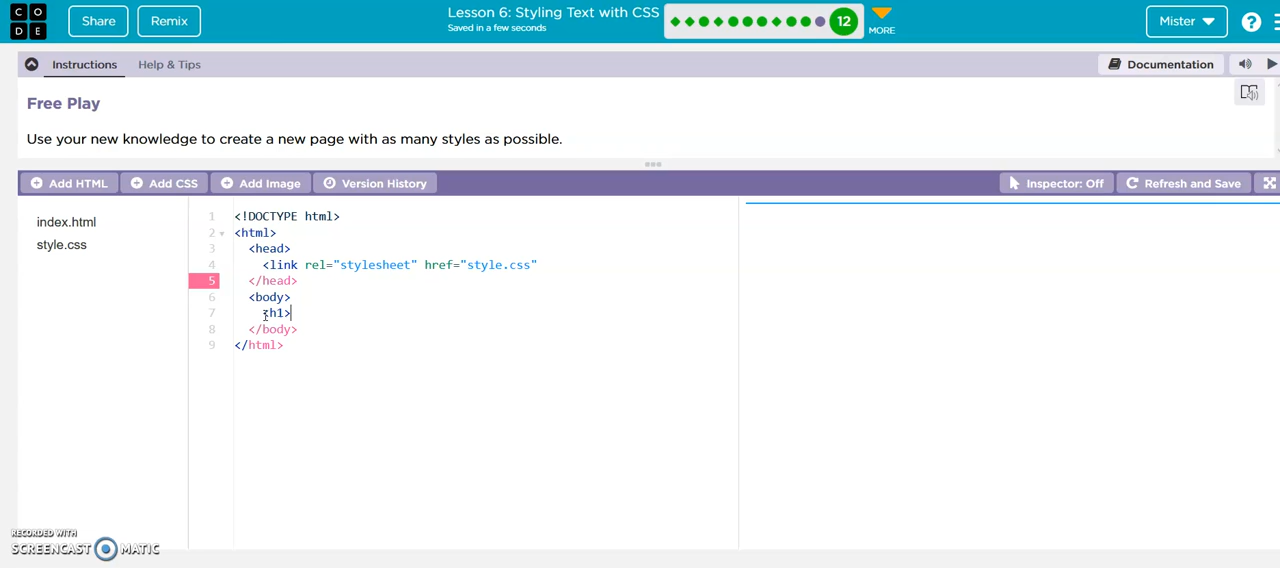 CO
DE
Share
Remix
Lesson 6: Styling Text with CSS
Saved in a few seconds
12
MORE
Mister
?
Instructions
Help & Tips
Documentation
Free Play
Use your new knowledge to create a new page with as many styles as possible.
Add HTML
Add CSS
Add Image
Version History
Inspector: Off
Refresh and Save
index.html
style.css
1 <!DOCTYPE html>
2 <html>
3 <head>
4 <link rel="stylesheet" href="style.css"
5 </head>
6 <body>
7 <h1>
8 </body>
9 </html>
RECORDED WITH
SCREENCAST MATIC